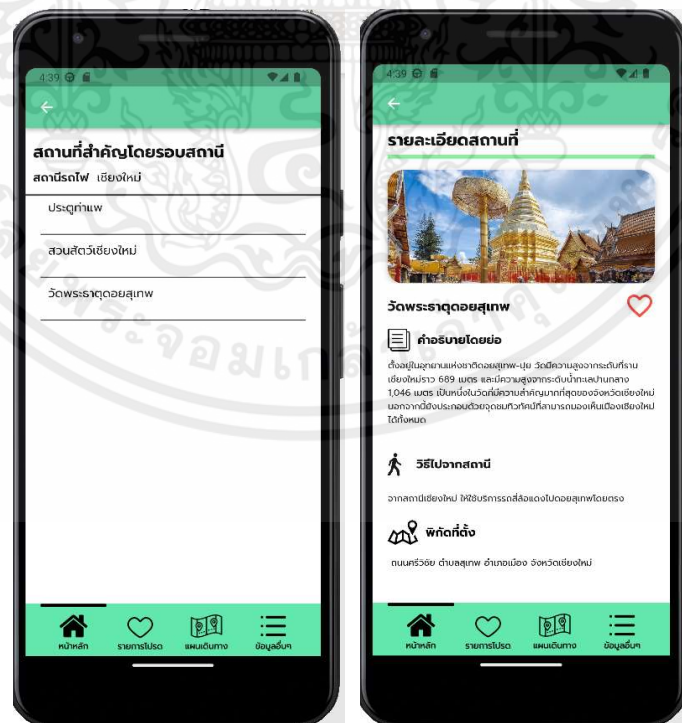 4:39
สถานที่สำคัญโดยรอบสถานี
สถานีรถไฟ เชียงใหม่
ประตูท่าแพ
สวนสัตว์เชียงใหม่
วัดพระธาตุดอยสุเทพ
หน้าหลัก
รายการโปรด
แผนเดินทาง
ข้อมูลอื่นๆ
4:39
รายละเอียดสถานที่
วัดพระธาตุดอยสุเทพ
คำอธิบายโดยย่อ
ตั้งอยู่ในอุทยานแห่งชาติดอยสุเทพ-ปุย วัดมีความสูงจากระดับที่ราบ
เชียงใหม่ราว 689 เมตร และมีความสูงจากระดับน้ำทะเลปานกลาง
1,046 เมตร เป็นหนึ่งในวัดที่มีความสำคัญมากที่สุดของจังหวัดเชียงใหม่
นอกจากนี้ยังประกอบด้วยจุดชมทิวทัศน์ที่สามารถมองเห็นเมืองเชียงใหม่
ได้ทั้งหมด
วิธีไปจากสถานี
จากสถานีเชียงใหม่ ให้ใช้บริการรถสี่ล้อแดงไปดอยสุเทพโดยตรง
พิกัดที่ตั้ง
ถนนศรีวิชัย ตำบลสุเทพ อำเภอเมือง จังหวัดเชียงใหม่
หน้าหลัก
รายการโปรด
แผนเดินทาง
ข้อมูลอื่นๆ